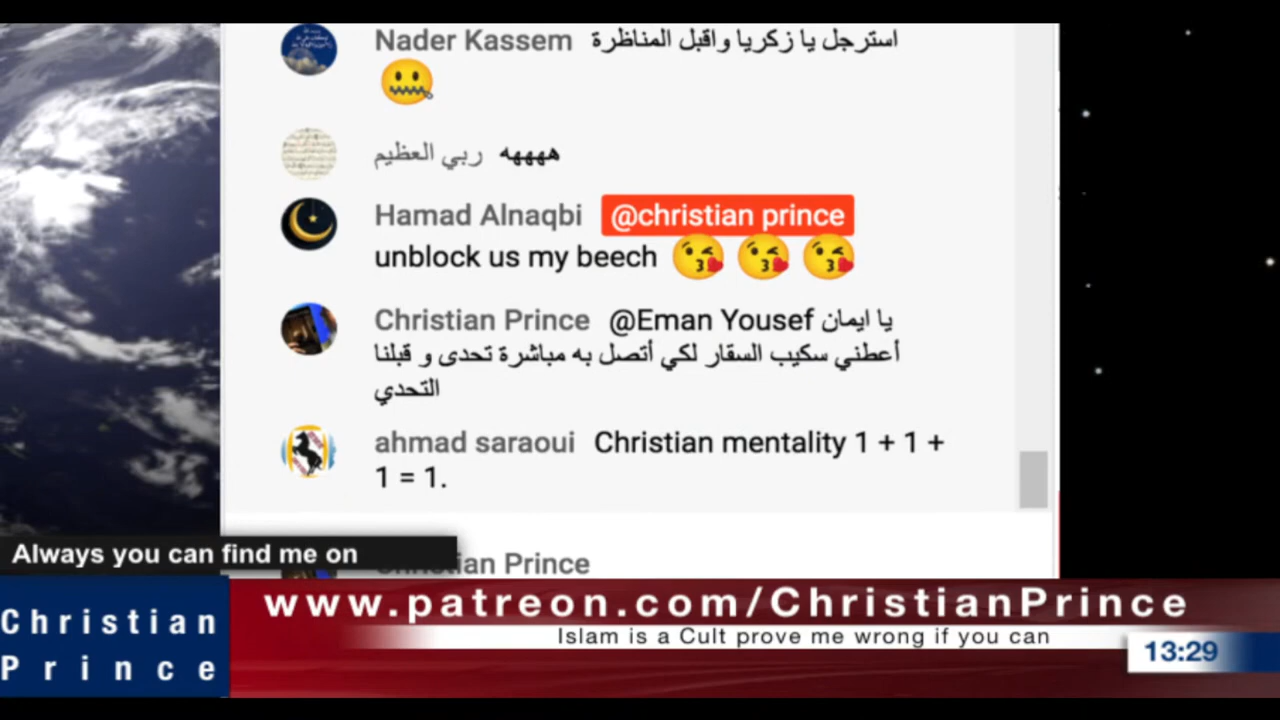 Nader Kassem استرجل يا زكريا واقبل المناظرة
ربي العظيم ههههه
Hamad Alnaqbi @christian prince
unblock us my beech
Christian Prince @Eman Yousef يا ايمان
أعطني سكيب السقار لكي أتصل به مباشرة تحدى و قبلنا
التحدي
ahmad saraoui Christian mentality 1 + 1 +
1 = 1.
Always you can find me on
Christian Prince
www.patreon.com/ChristianPrince
Islam is a Cult prove me wrong if you can
Christian
Prince
13:29